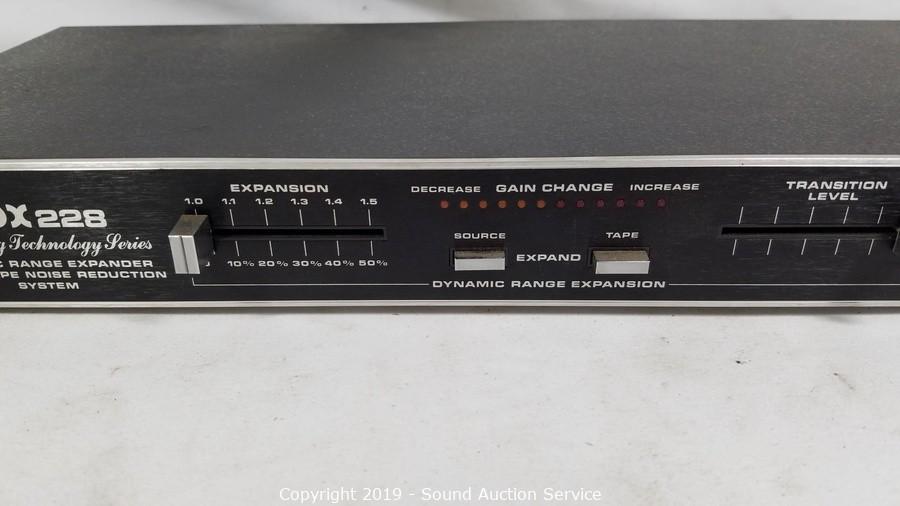 EXPANSION
1.0 1.1 1.2 1.3 1.4 1.5
10% 20% 30% 40% 50%
DECREASE GAIN CHANGE INCREASE
SOURCE TAPE
EXPAND
DYNAMIC RANGE EXPANSION
TRANSITION
LEVEL
228
Technology Series
RANGE EXPANDER
NOISE REDUCTION
SYSTEM
Copyright 2019 - Sound Auction Service